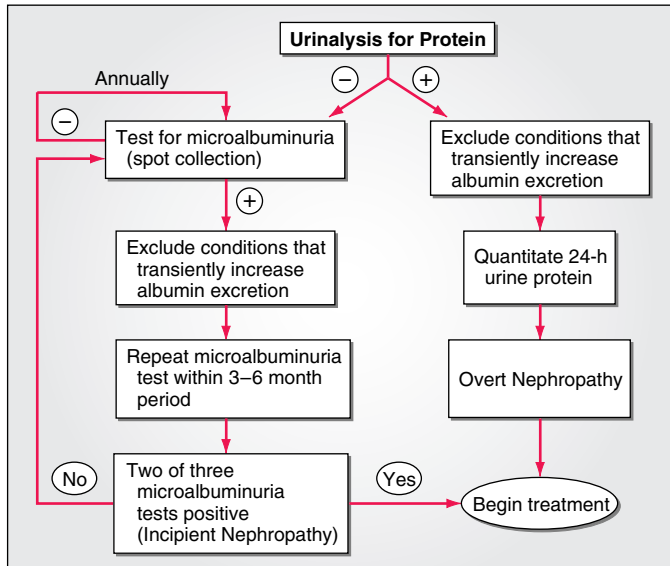 Urinalysis for Protein
−
+
Annually
−
Test for microalbuminuria
(spot collection)
+
Exclude conditions that
transiently increase
albumin excretion
Repeat microalbuminuria
test within 3–6 month
period
Two of three
microalbuminuria
tests positive
(Incipient Nephropathy)
No
Yes
Exclude conditions that
transiently increase
albumin excretion
Quantitate 24-h
urine protein
Overt Nephropathy
Begin treatment